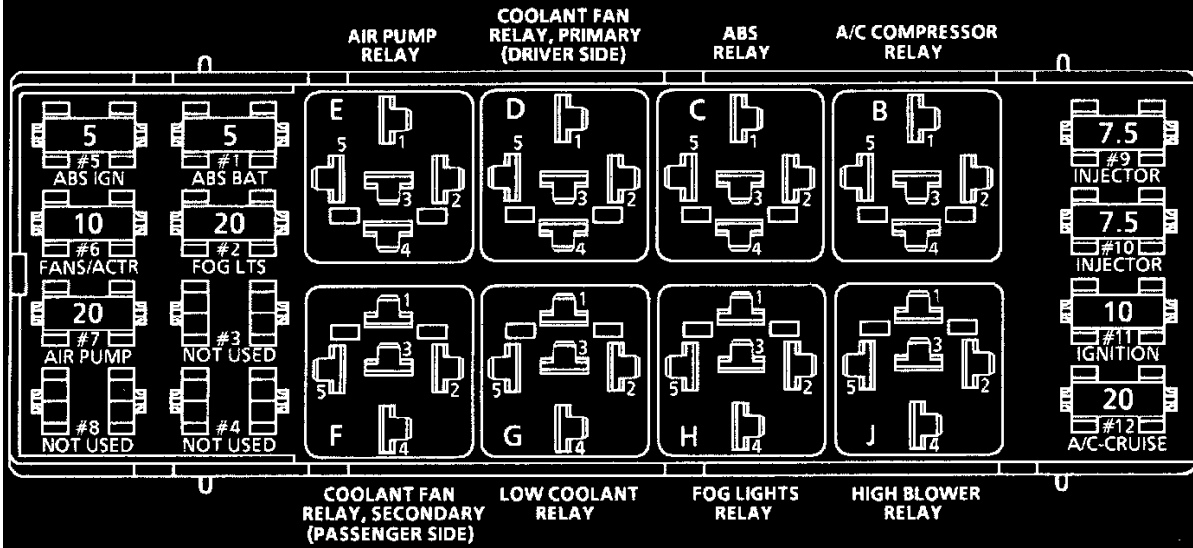 AIR PUMP
RELAY
COOLANT FAN
RELAY, PRIMARY
(DRIVER SIDE)
ABS
RELAY
A/C COMPRESSOR
RELAY
5
#5
ABS IGN
5
#1
ABS BAT
10
#6
FANS/ACTR
20
#2
FOG LTS
20
#7
AIR PUMP
#3
NOT USED
#8
NOT USED
#4
NOT USED
E
1
5
3
2
4
D
1
5
3
2
4
C
1
5
3
2
4
B
1
5
3
2
4
1
3
5
2
F
4
1
3
5
2
G
4
1
3
5
2
H
4
1
3
5
2
J
4
7.5
#9
INJECTOR
7.5
#10
INJECTOR
10
#11
IGNITION
20
#12
A/C-CRUISE
COOLANT FAN
RELAY, SECONDARY
(PASSENGER SIDE)
LOW COOLANT
RELAY
FOG LIGHTS
RELAY
HIGH BLOWER
RELAY